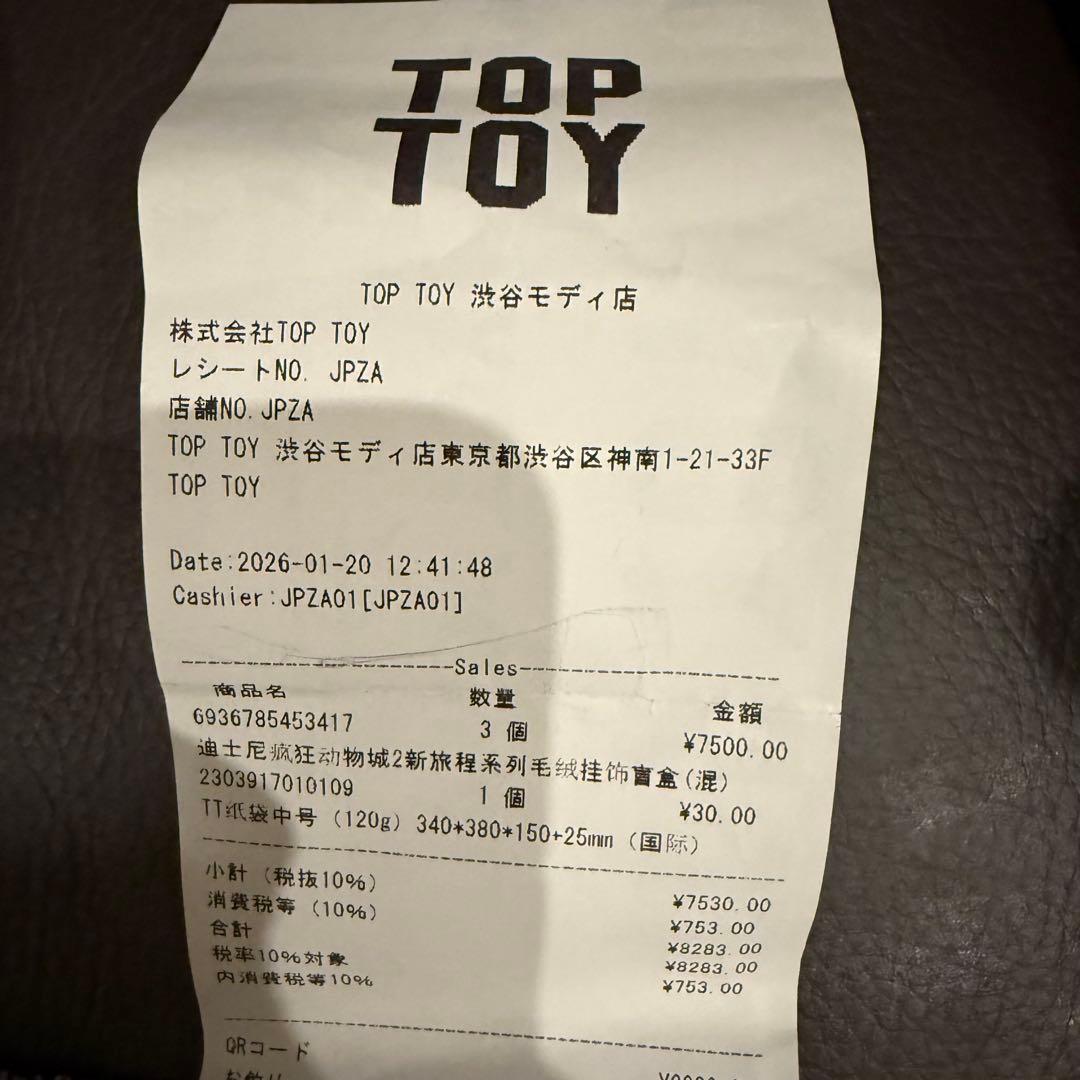 TOP
TOY
TOP TOY 渋谷モディ店
株式会社TOP TOY
レシートNO. JPZA
店舗NO.JPZA
TOP TOY 渋谷モディ店東京都渋谷区神南1-21-33F
TOP TOY
Date:2026-01-20 12:41:48
Cashier:JPZA01[JPZA01]
Sales
商品名 数量 金額
6936785453417 3 個 ¥7500.00
迪士尼疯狂动物城2新旅程系列毛绒挂饰盲盒(混)
2303917010109 1 個 ¥30.00
TT纸袋中号 (120g) 340*380*150+25mm (国际)
小計 (税抜10%) ¥7530.00
消費税等 (10%) ¥753.00
合計 ¥8283.00
税率10%対象 ¥8283.00
内消費税等10% ¥753.00
QRコード